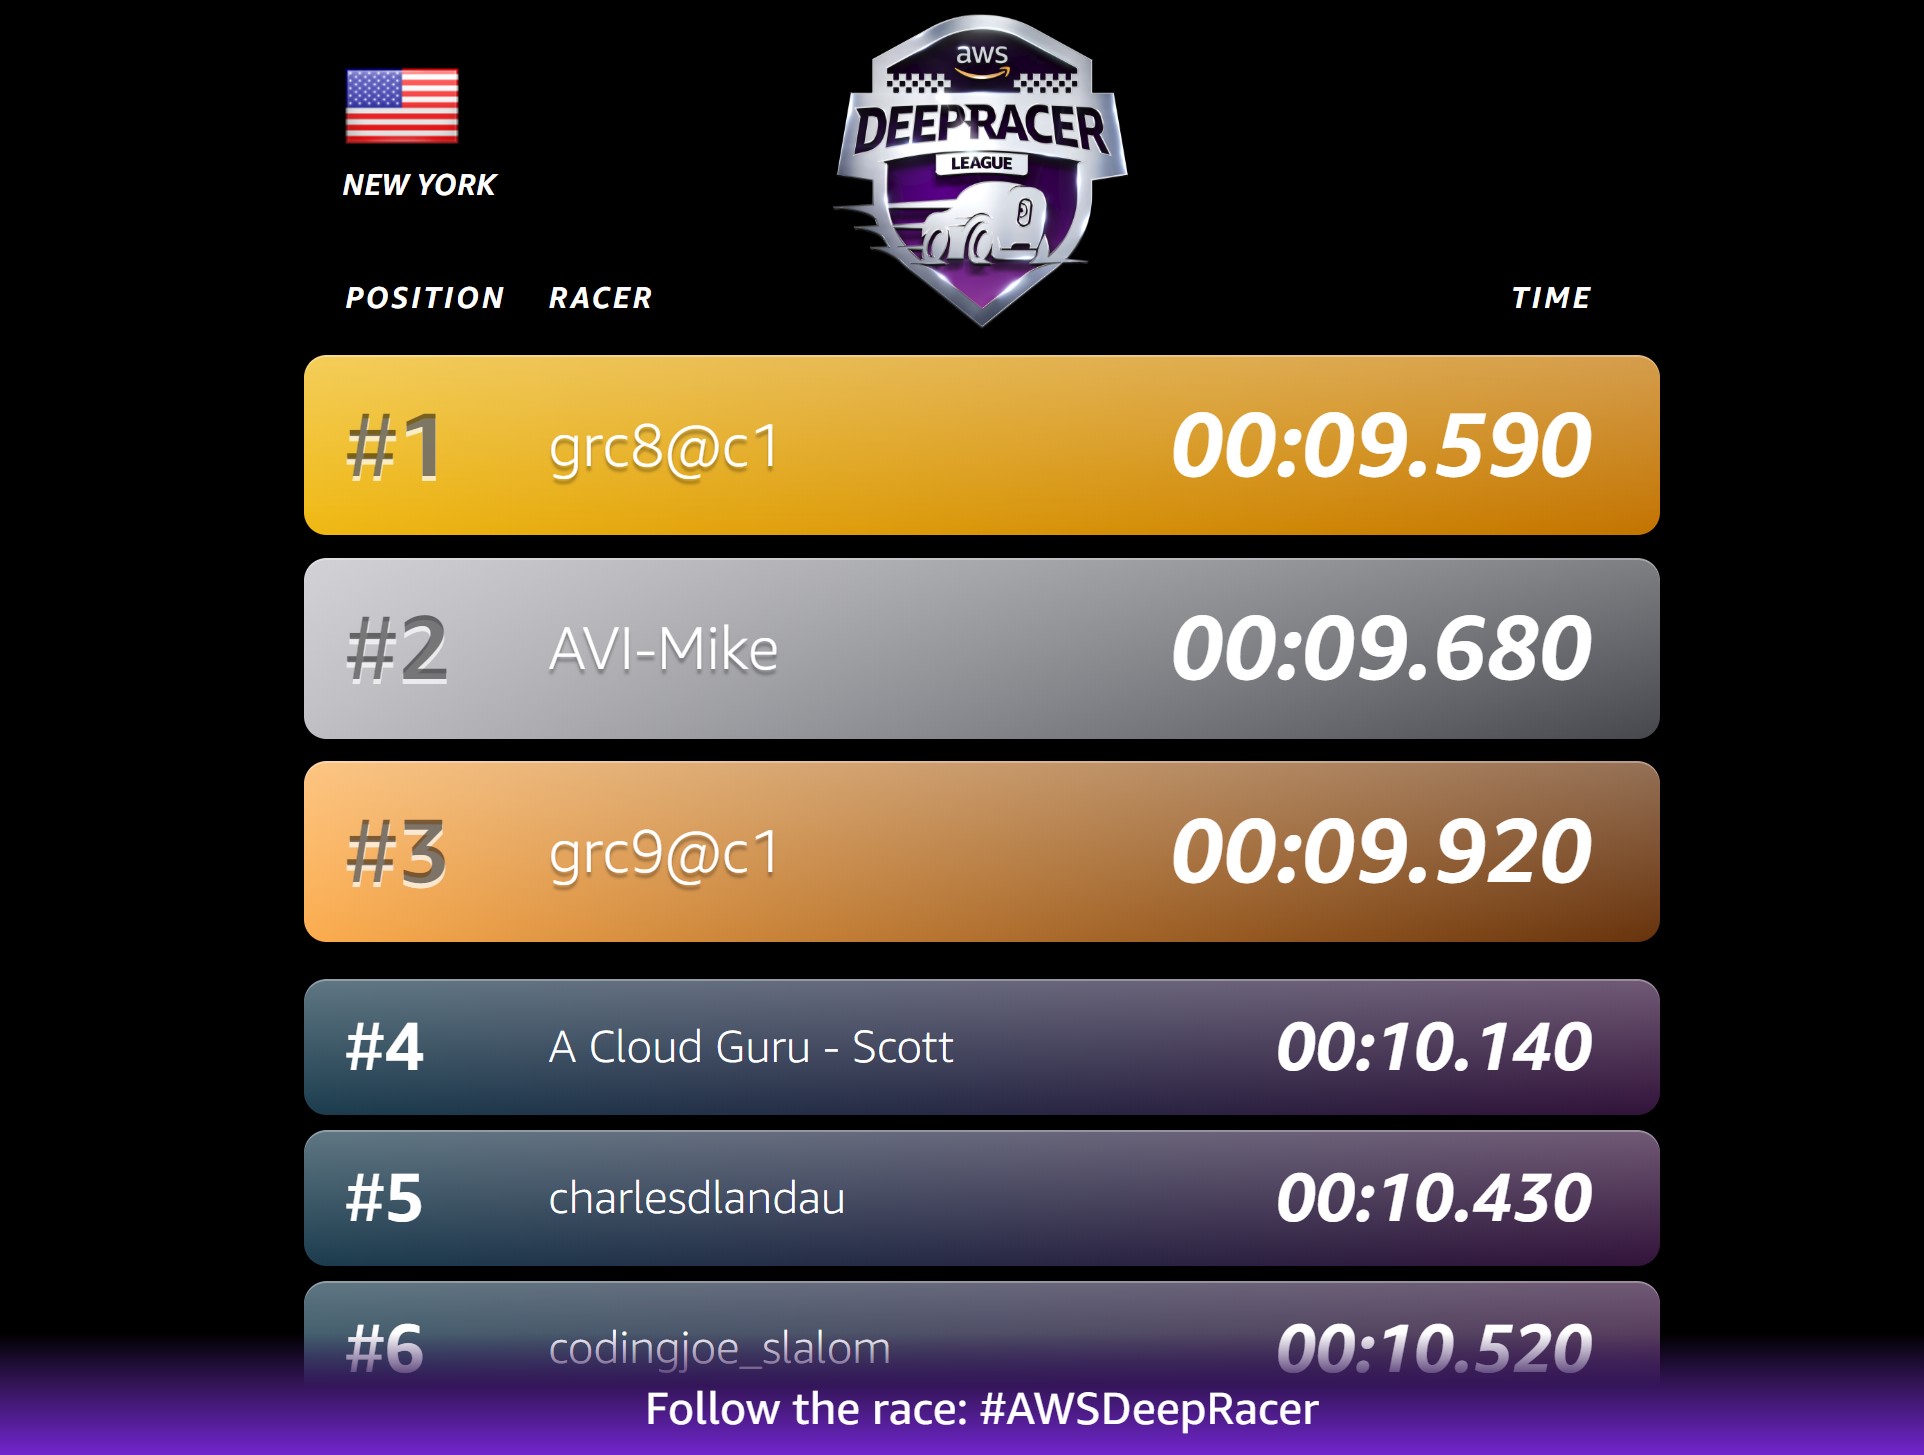 aws
DEEPRACER
LEAGUE
NEW YORK
POSITION RACER TIME
#1 grc8@c1 00:09.590
#2 AVI-Mike 00:09.680
#3 grc9@c1 00:09.920
#4 A Cloud Guru - Scott 00:10.140
#5 charlesdlandau 00:10.430
#6 codingjoe_slalom 00:10.520
Follow the race: #AWSDeepRacer